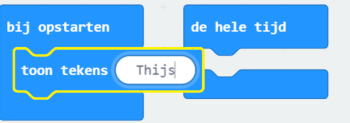 bij opstarten
de hele tijd
toon tekens Thijs